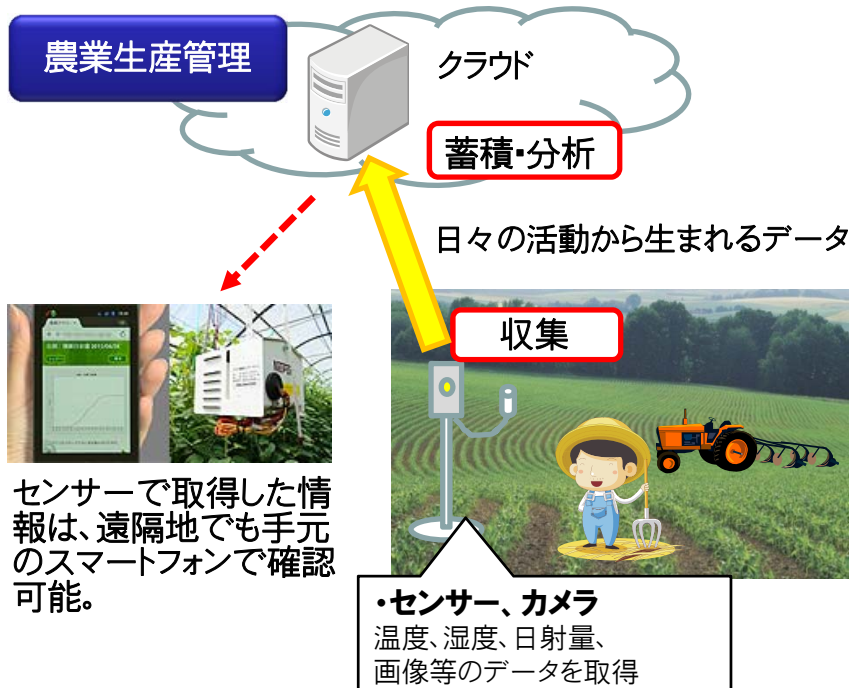 農業生産管理
クラウド
蓄積・分析
日々の活動から生まれるデータ
収集
センサーで取得した情
報は、遠隔地でも手元
のスマートフォンで確認
可能。
・センサー、カメラ
温度、湿度、日射量、
画像等のデータを取得